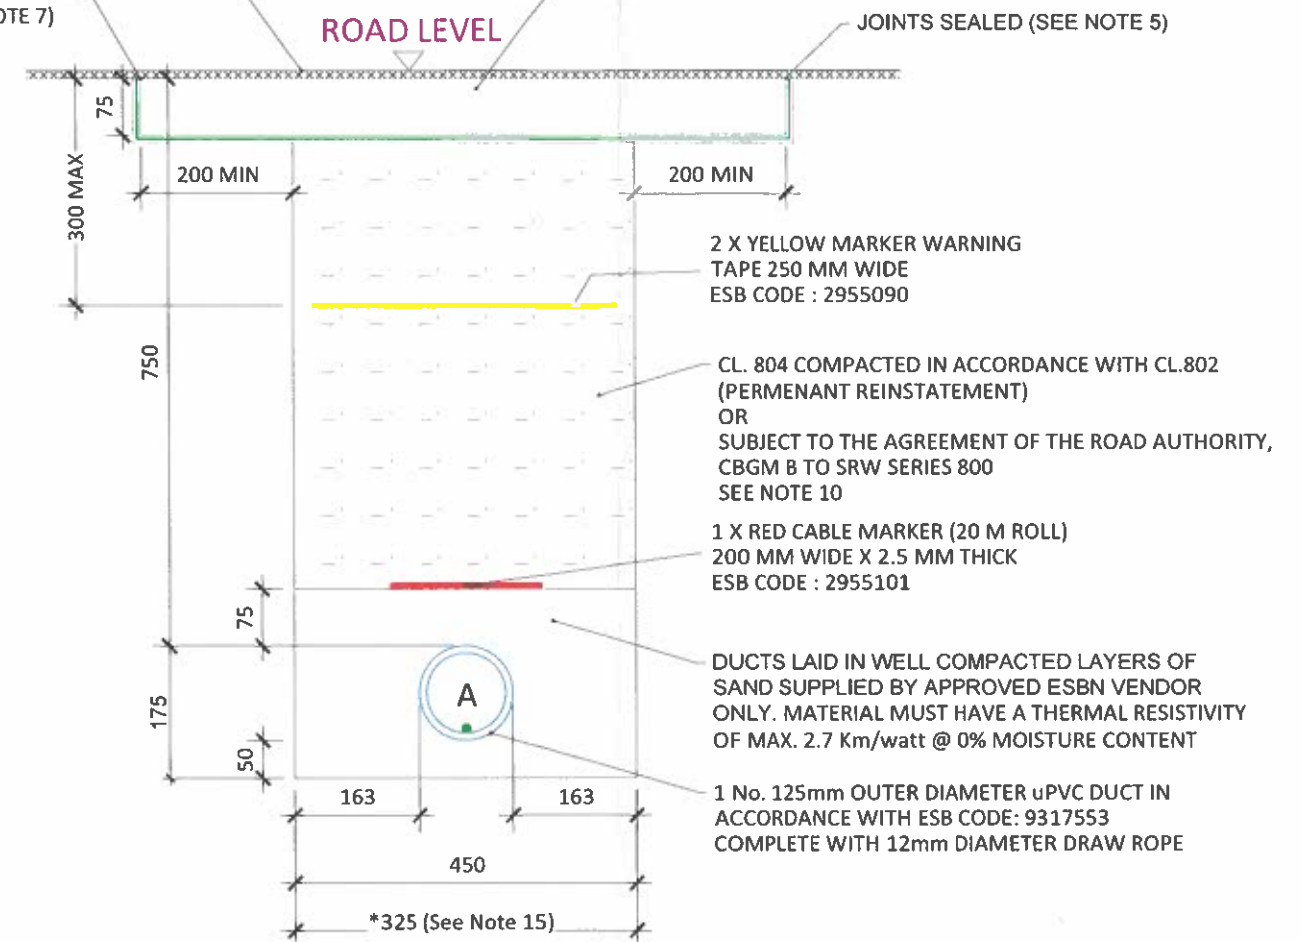 OTE 7)
ROAD LEVEL
JOINTS SEALED (SEE NOTE 5)
75
300 MAX
200 MIN
200 MIN
2 X YELLOW MARKER WARNING
TAPE 250 MM WIDE
ESB CODE : 2955090
750
CL. 804 COMPACTED IN ACCORDANCE WITH CL.802
(PERMENANT REINSTATEMENT)
OR
SUBJECT TO THE AGREEMENT OF THE ROAD AUTHORITY,
CBGM B TO SRW SERIES 800
SEE NOTE 10
1 X RED CABLE MARKER (20 M ROLL)
200 MM WIDE X 2.5 MM THICK
ESB CODE : 2955101
75
DUCTS LAID IN WELL COMPACTED LAYERS OF
SAND SUPPLIED BY APPROVED ESBN VENDOR
ONLY. MATERIAL MUST HAVE A THERMAL RESISTIVITY
OF MAX. 2.7 Km/watt @ 0% MOISTURE CONTENT
A
175
50
163
163
1 No. 125mm OUTER DIAMETER uPVC DUCT IN
ACCORDANCE WITH ESB CODE: 9317553
COMPLETE WITH 12mm DIAMETER DRAW ROPE
450
*325 (See Note 15)